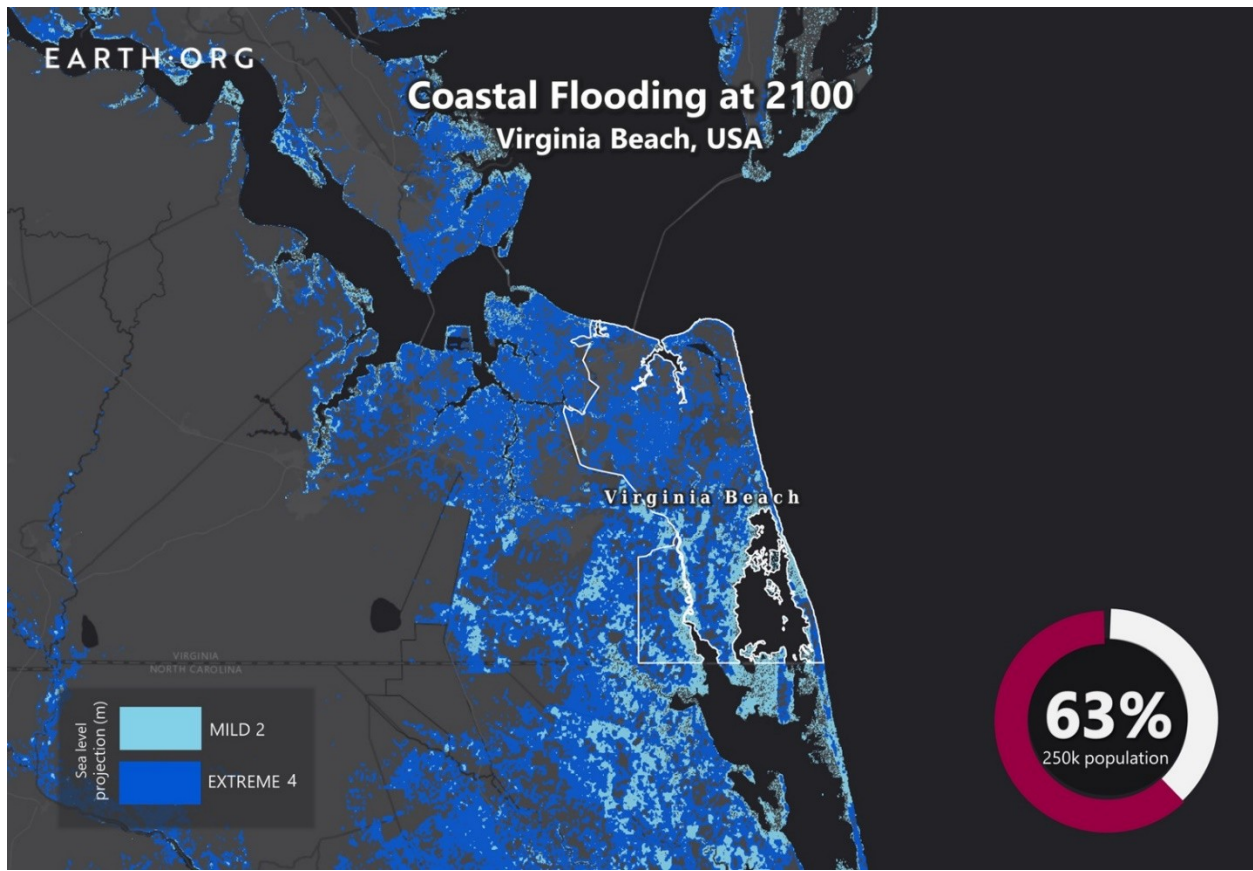 EARTH·ORG
Coastal Flooding at 2100
Virginia Beach, USA
Virginia Beach
VIRGINIA
NORTH CAROLINA
Sea level
projection (m)
MILD 2
EXTREME 4
63%
250k population